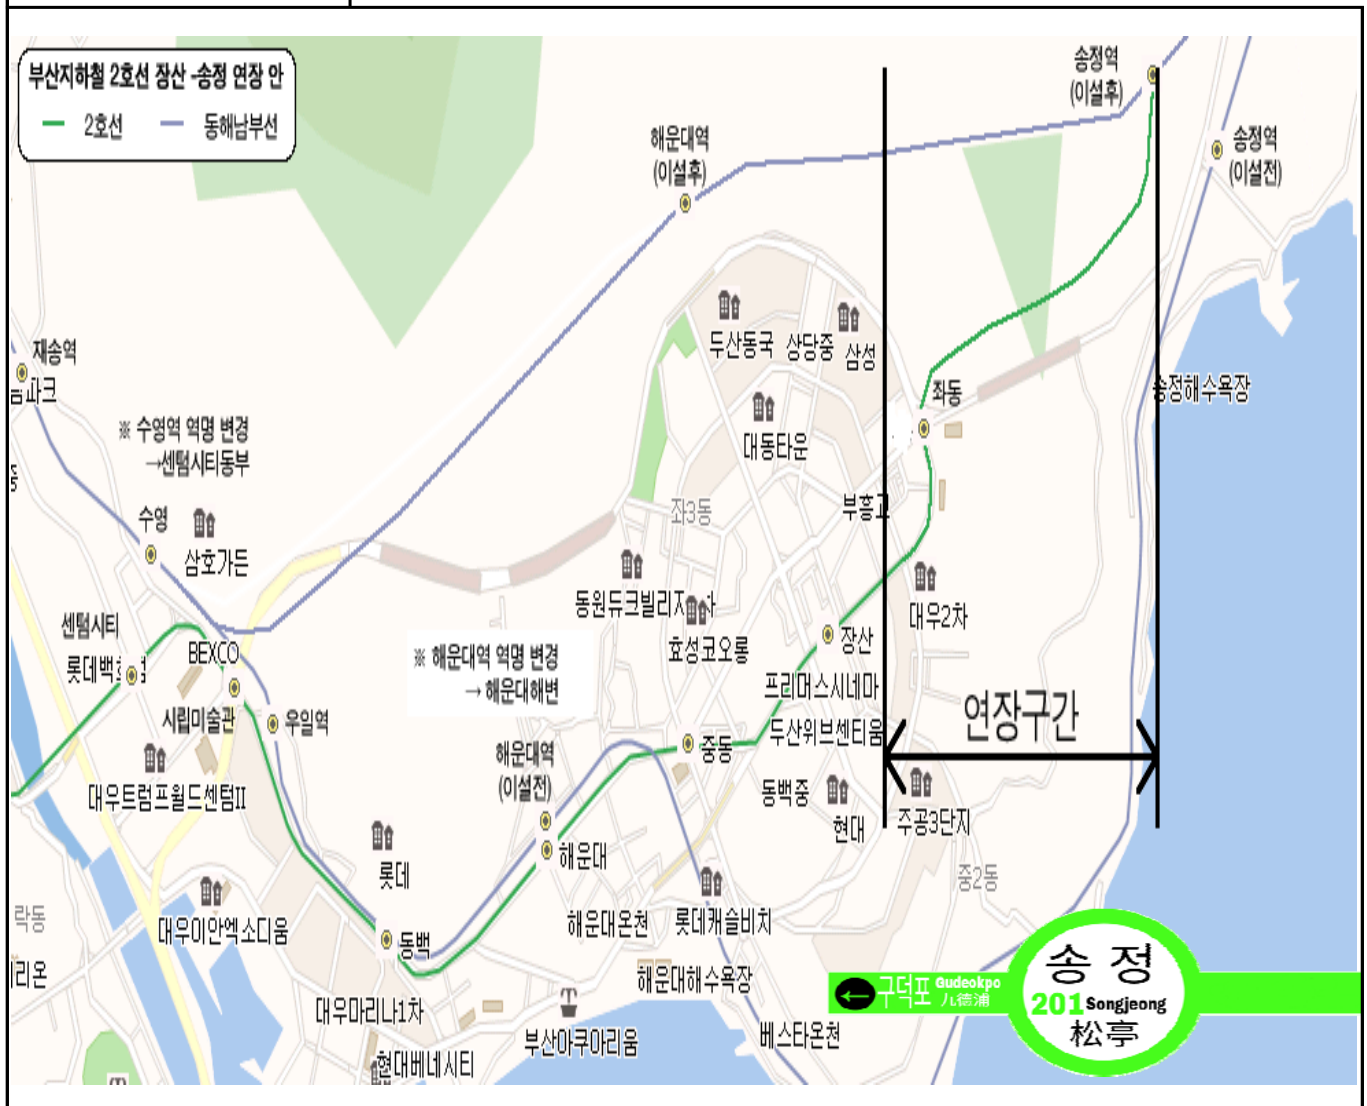 부산지하철 2호선 장산 -송정 연장 안
2호선
동해남부선
송정역
(이설후)
해운대역
(이설후)
송정역
(이설전)
재송역
파크
두산동국
상당중
삼성
좌동
송정해수욕장
※ 수영역 역명 변경
→센텀시티동부
대동타운
수영
삼호가든
부흥고
좌3동
동원듀크빌리지
대우2차
센텀시티
BEXCO
롯데백
효성코오롱
장산
※ 해운대역 역명 변경
→ 해운대해변
프리머스시네마
시립미술관
우일역
연장구간
두산위브센티움
해운대역
(이설전)
중동
대우트럼프월드센텀II
동백중
현대
주공3단지
롯데
해운대
중2동
락동
대우이안엑소디움
해운대온천
롯데캐슬비치
동백
리온
해운대해수욕장
송 정
구덕포
Gudeokpo
九德浦
201 Songjeong
松亭
대우마리나1차
부산아쿠아리움
베스타온천
현대베네시티